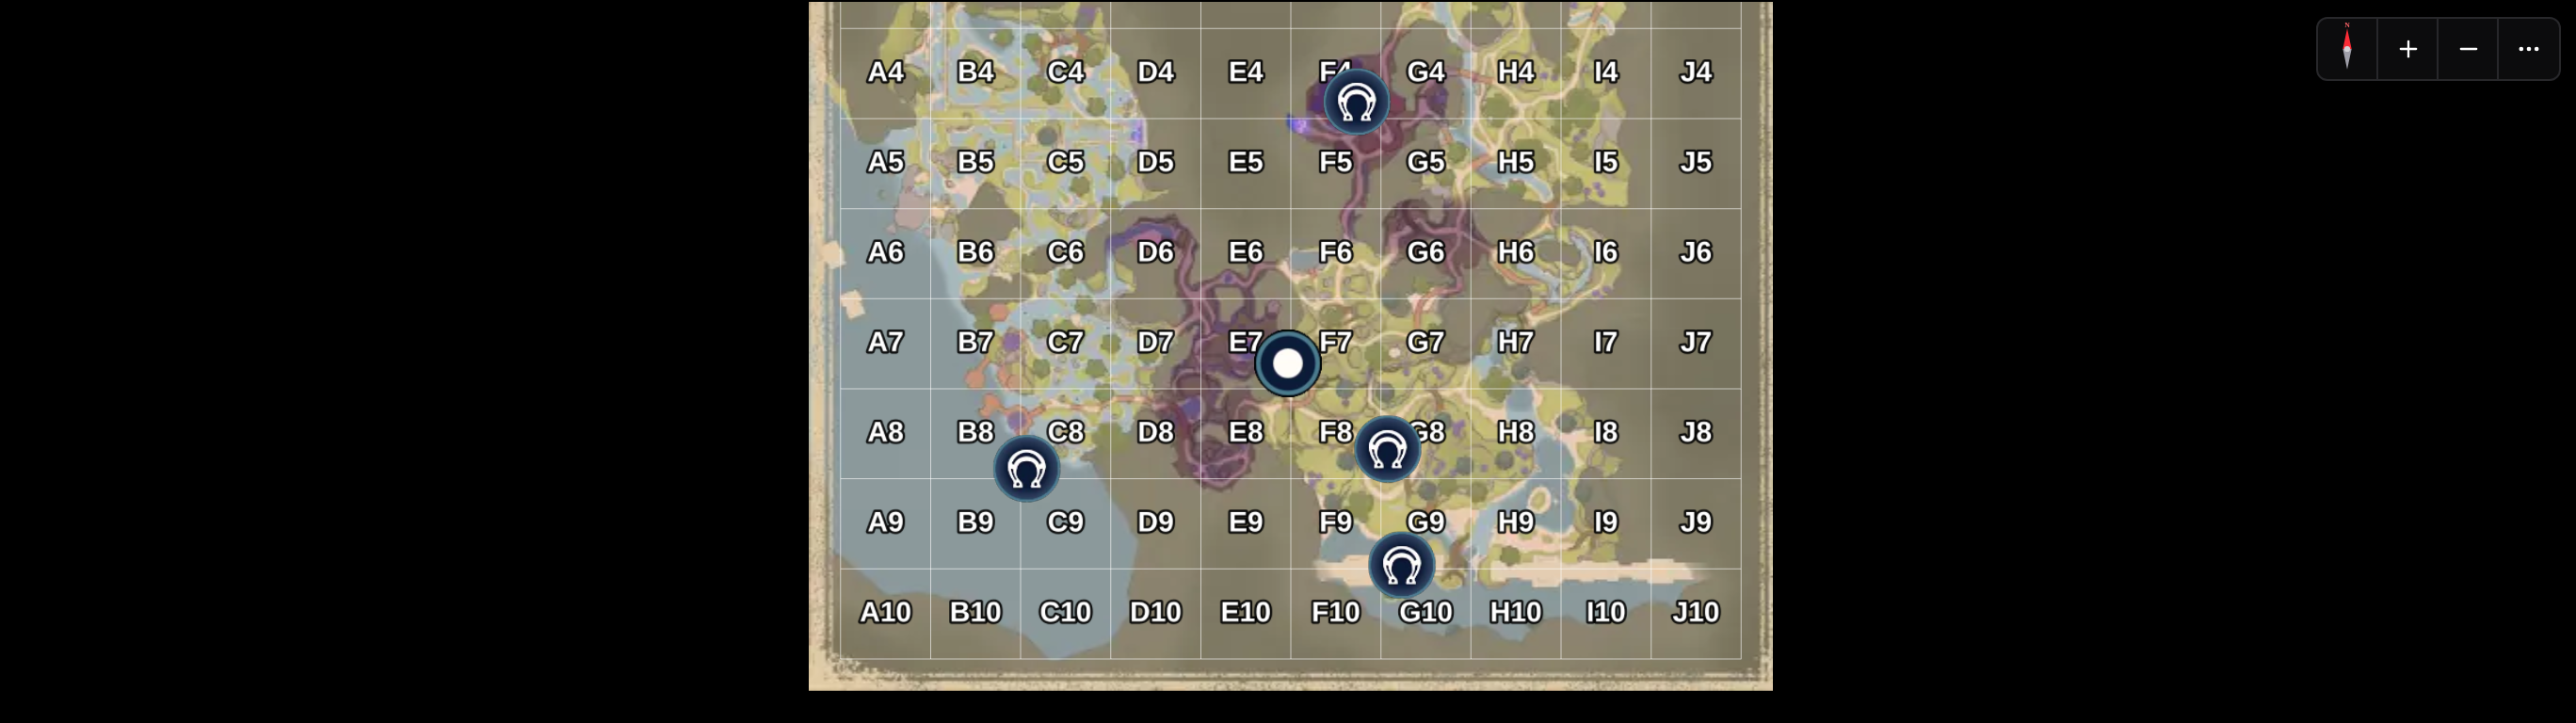 N
A4 B4 C4 D4 E4 F4 G4 H4 I4 J4
A5 B5 C5 D5 E5 F5 G5 H5 I5 J5
A6 B6 C6 D6 E6 F6 G6 H6 I6 J6
A7 B7 C7 D7 E7 F7 G7 H7 I7 J7
A8 B8 C8 D8 E8 F8 G8 H8 I8 J8
A9 B9 C9 D9 E9 F9 G9 H9 I9 J9
A10 B10 C10 D10 E10 F10 G10 H10 I10 J10